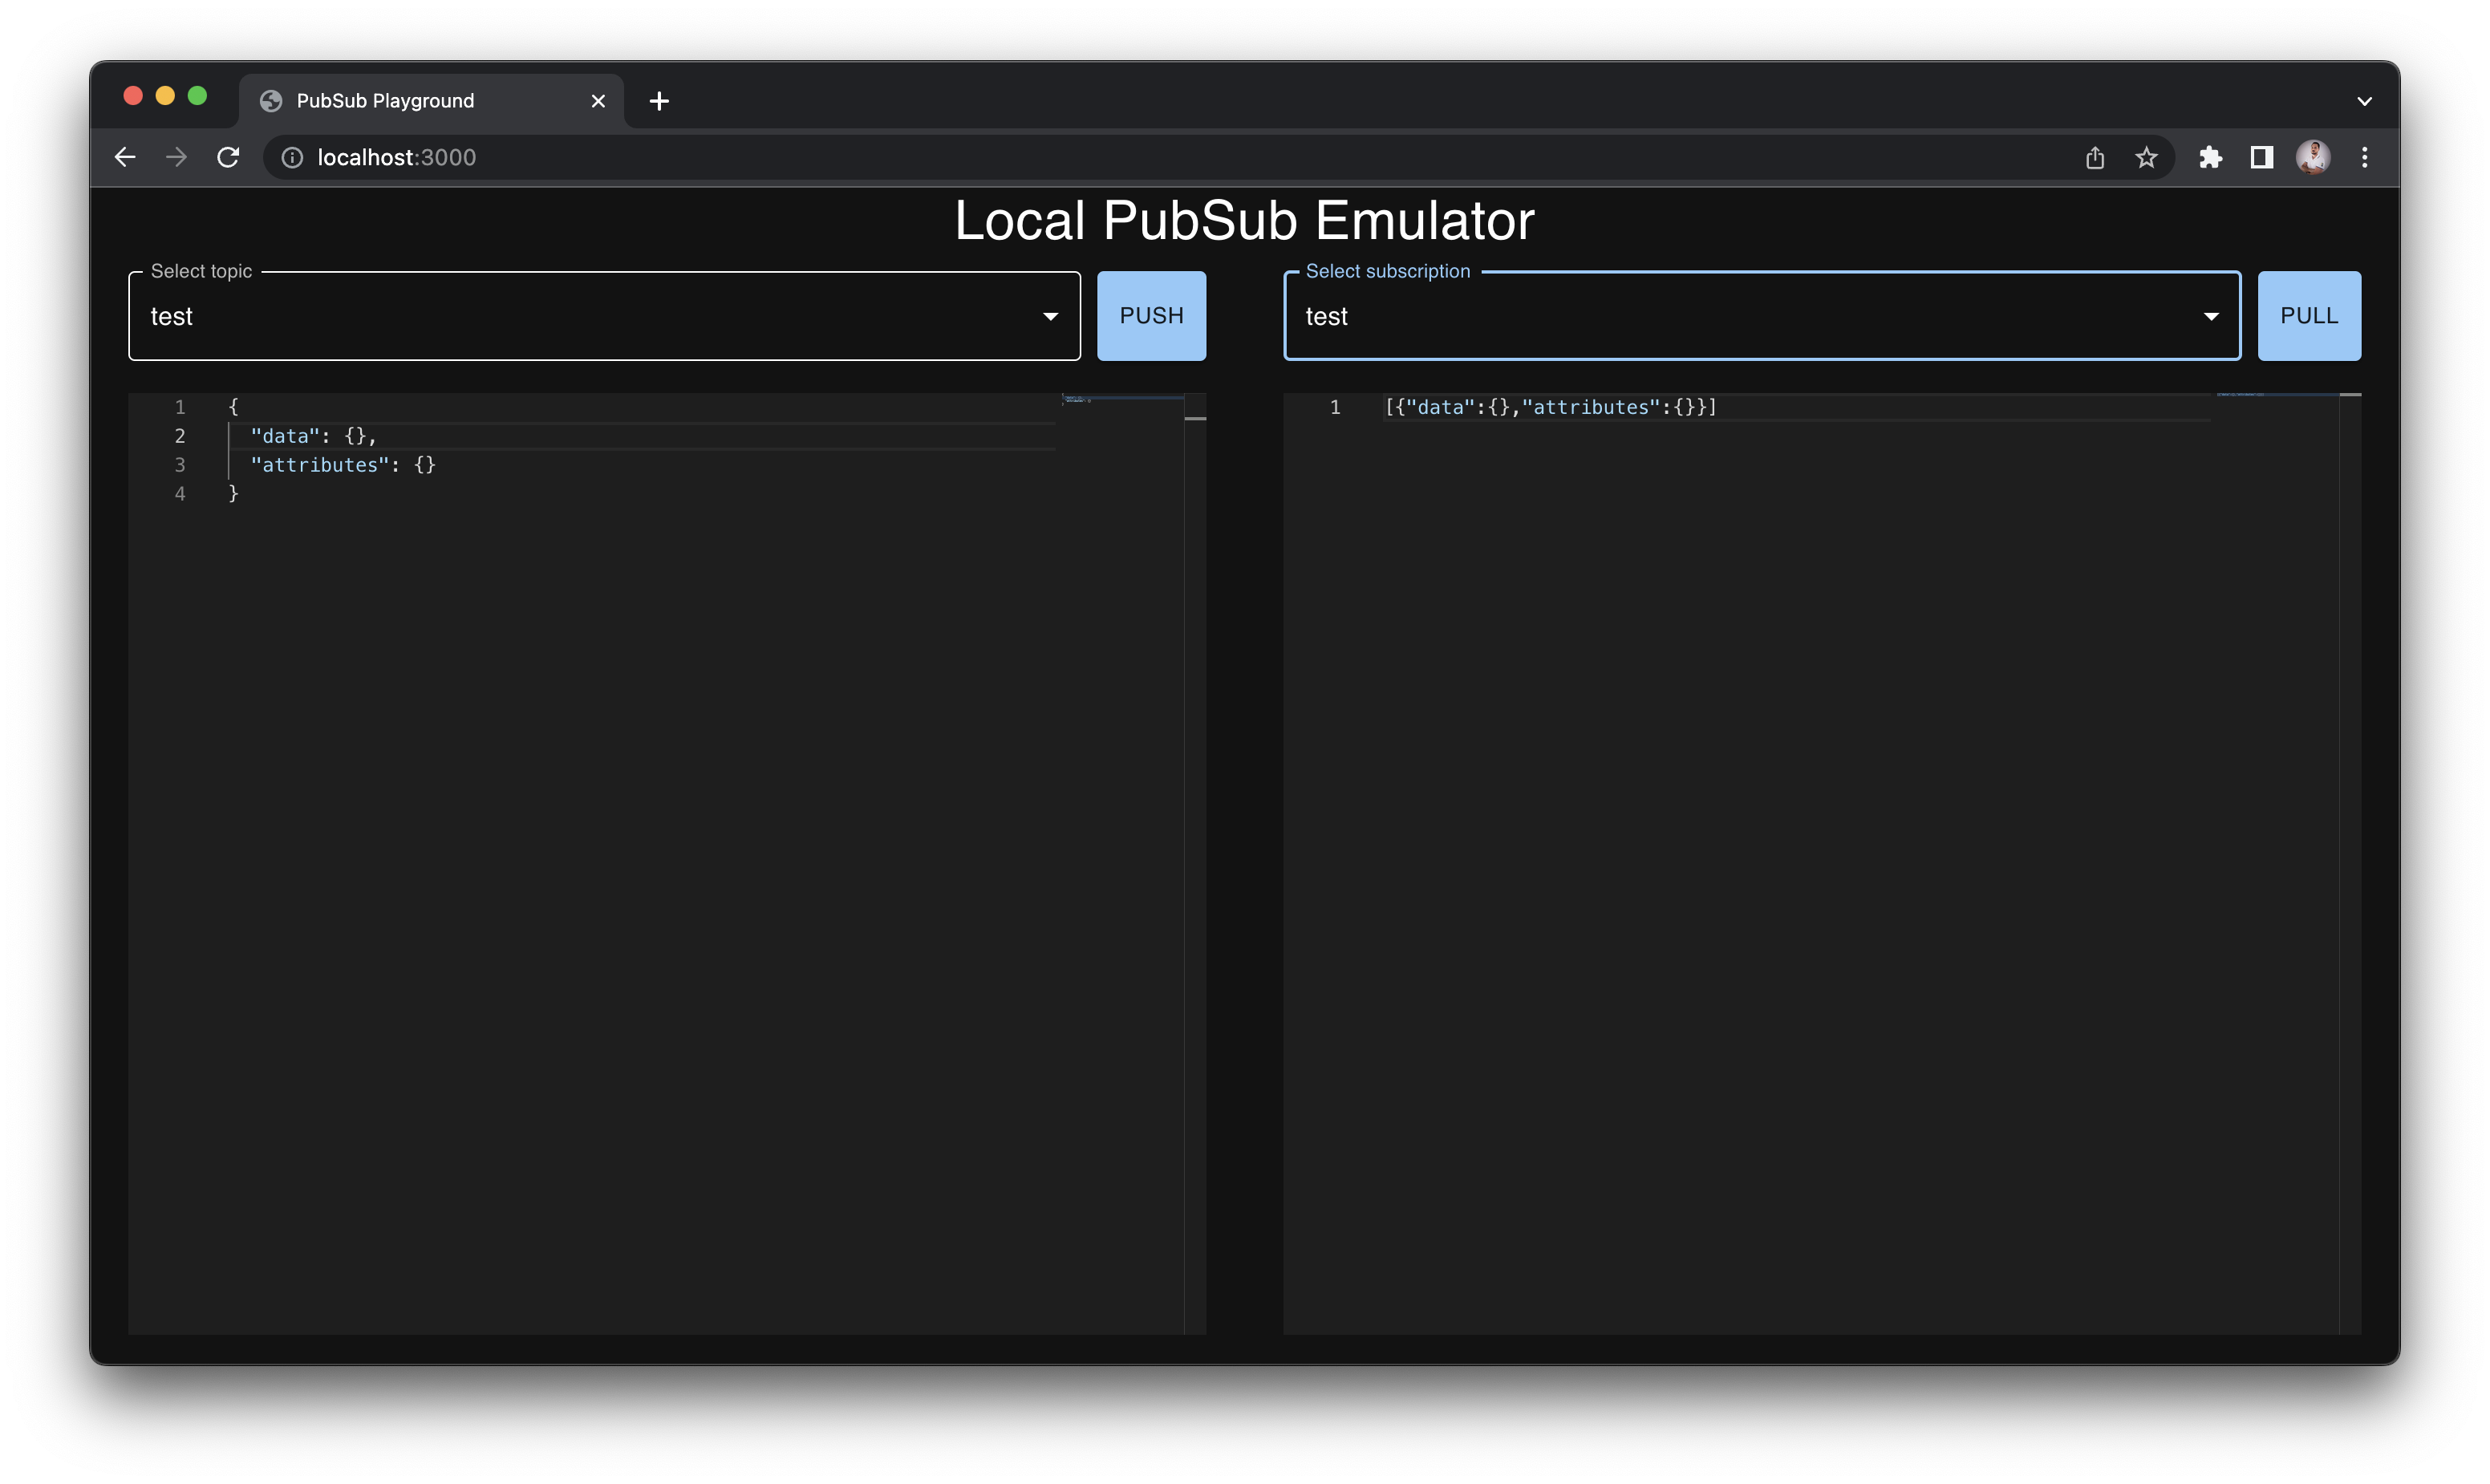 PubSub Playground
localhost:3000
Local PubSub Emulator
Select topic
test
PUSH
Select subscription
test
PULL
1 {
2 "data": {},
3 "attributes": {}
4 }
1 [{"data":{},"attributes":{}}]